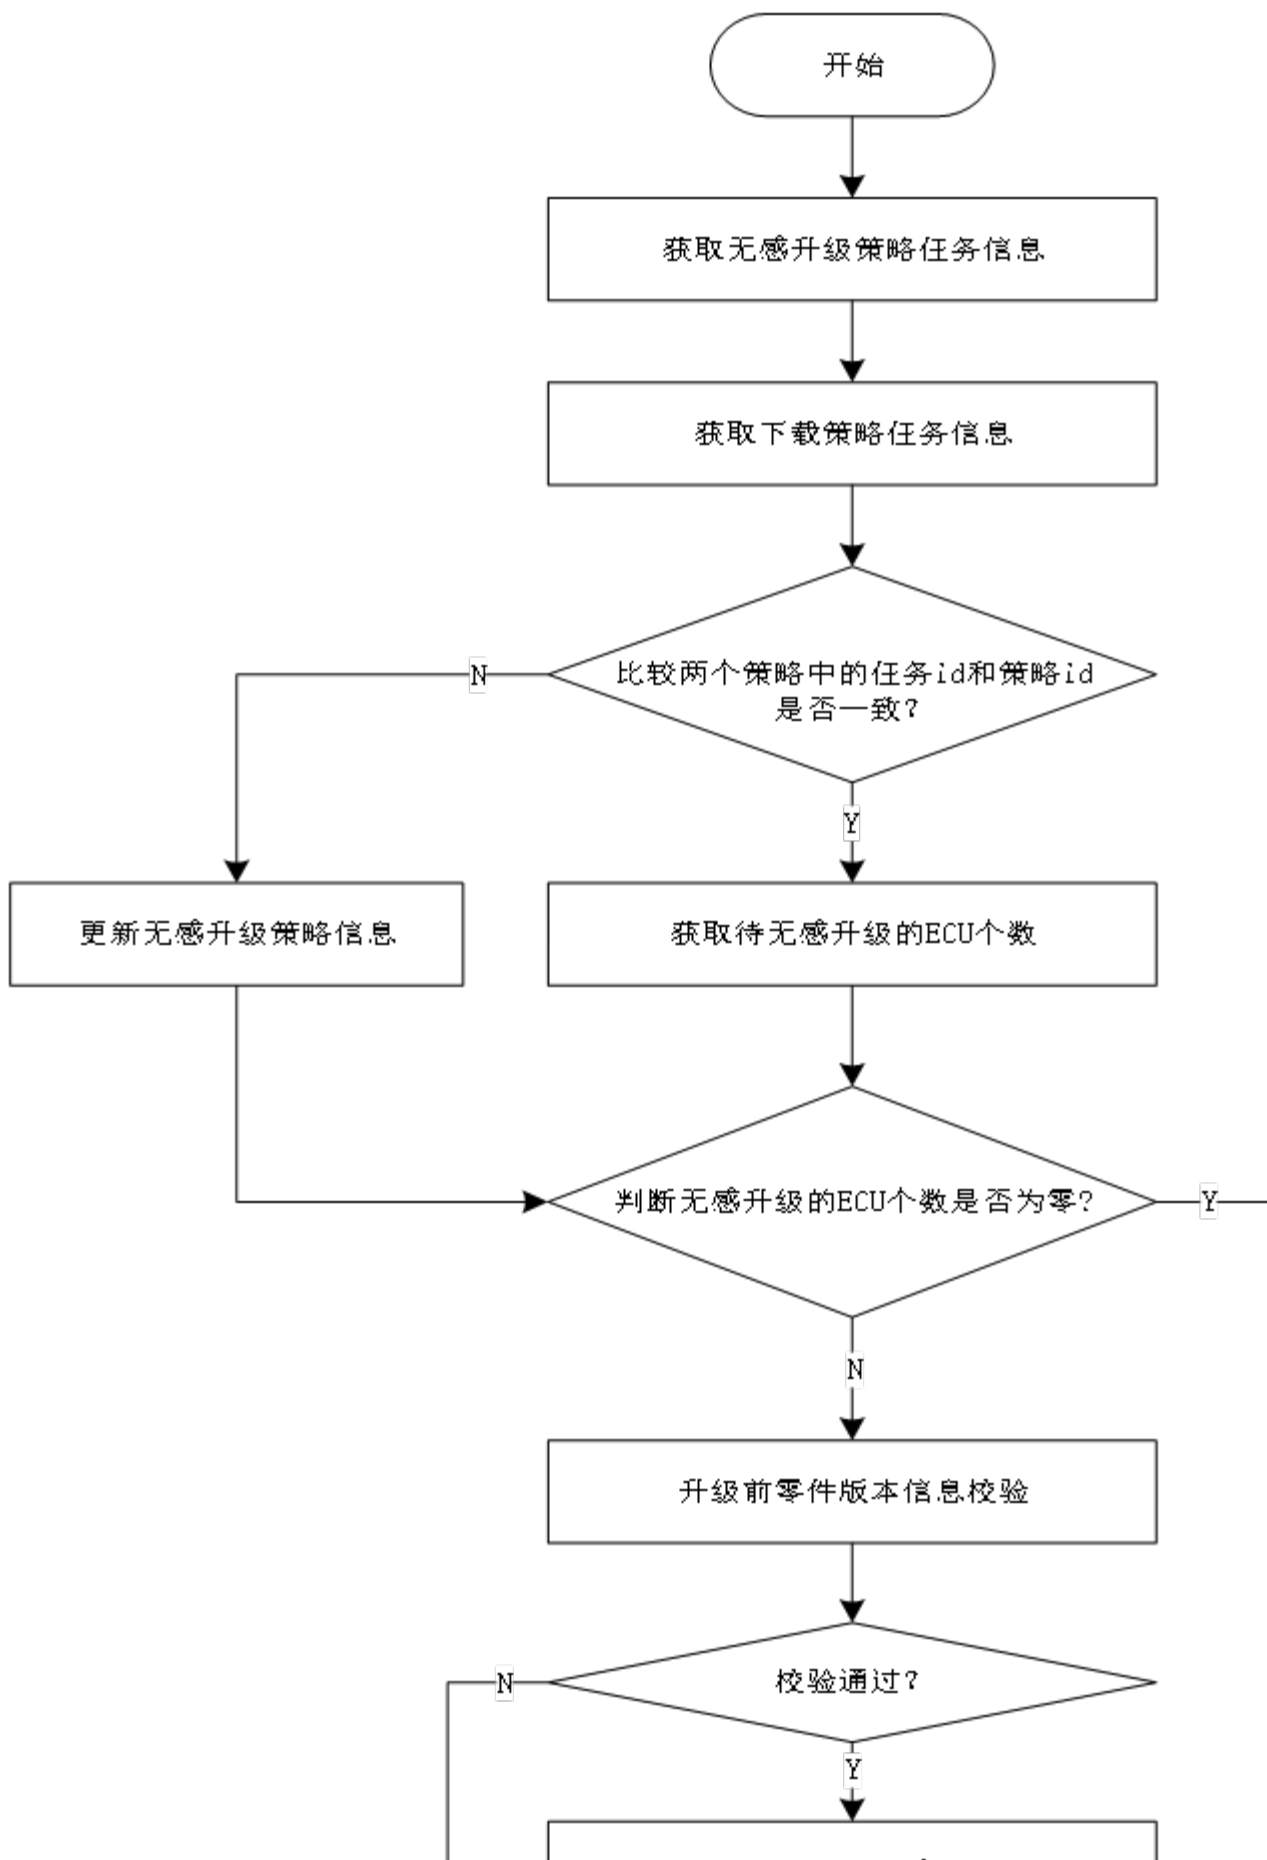 开始
获取无感升级策略任务信息
获取下载策略任务信息
比较两个策略中的任务id和策略id
是否一致?
N
Y
更新无感升级策略信息
获取待无感升级的ECU个数
判断无感升级的ECU个数是否为零?
Y
N
升级前零件版本信息校验
校验通过?
N
Y